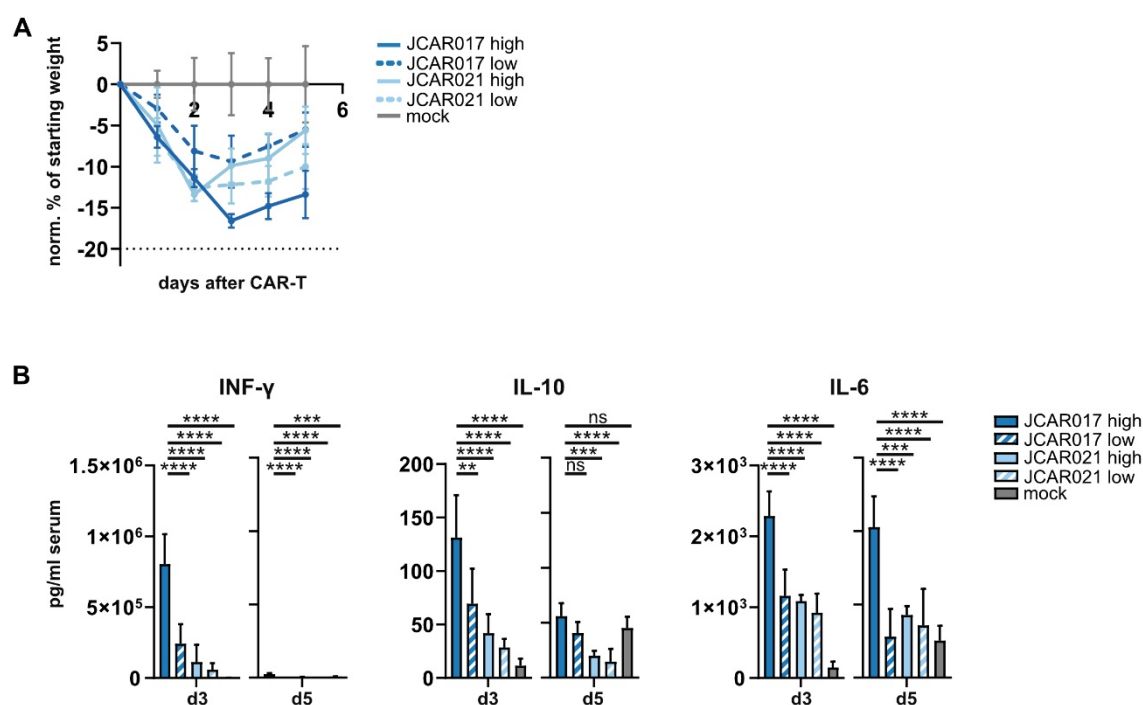 A
5
0
-5
-10
-15
-20
2
4
6
norm. % of starting weight
days after CAR-T
JCAR017 high
JCAR017 low
JCAR021 high
JCAR021 low
mock
B
INF-γ
IL-10
IL-6
pg/ml serum
****
****
****
****
***
****
****
****
1.5×10⁶
1×10⁶
5×10⁵
0
d3
d5
****
****
****
**
ns
****
***
ns
200
150
100
50
0
d3
d5
****
****
****
****
****
****
***
****
3×10³
2×10³
1×10³
0
d3
d5
JCAR017 high
JCAR017 low
JCAR021 high
JCAR021 low
mock